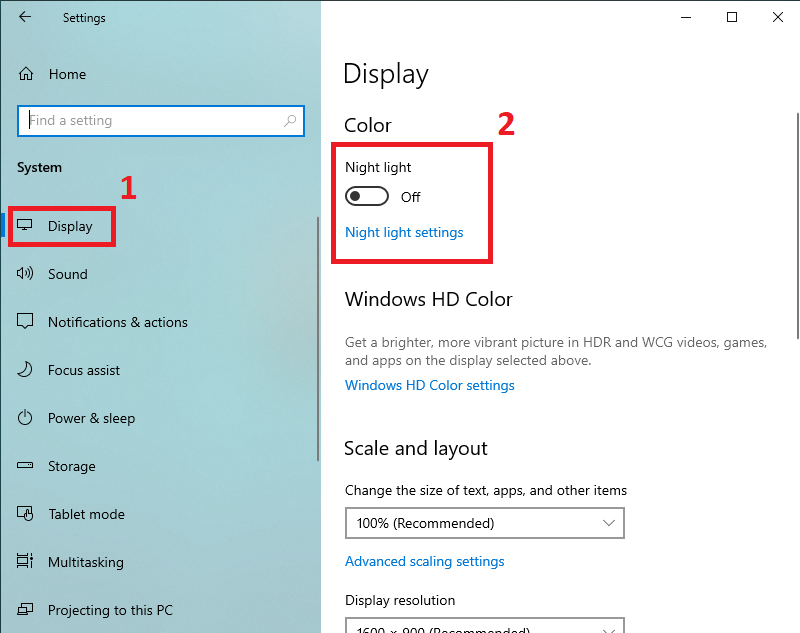 Settings
Home
Find a setting
System
1
Display
Sound
Notifications & actions
Focus assist
Power & sleep
Storage
Tablet mode
Multitasking
Projecting to this PC
Display
Color
2
Night light
Off
Night light settings
Windows HD Color
Get a brighter, more vibrant picture in HDR and WCG videos, games,
and apps on the display selected above.
Windows HD Color settings
Scale and layout
Change the size of text, apps, and other items
100% (Recommended)
Advanced scaling settings
Display resolution
1600 × 900 (Recommended)